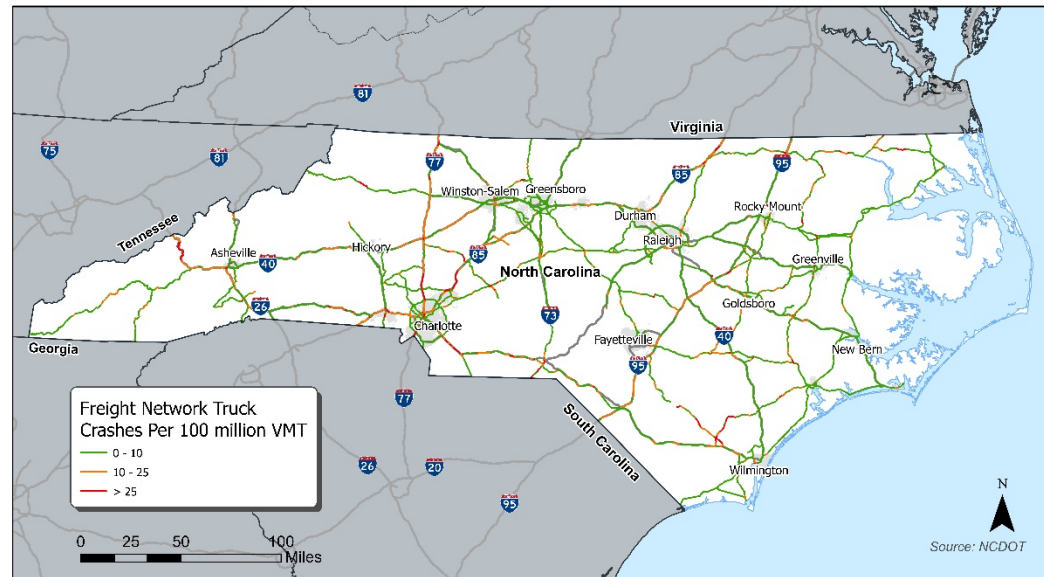 81
Virginia
75
81
77
85
95
Winston-Salem
Greensboro
Durham
Rocky Mount
Raleigh
Tennessee
Asheville
Hickory
40
85
North Carolina
Greenville
26
Goldsboro
73
Charlotte
Fayetteville
40
New Bern
Georgia
95
77
South Carolina
Freight Network Truck
Crashes Per 100 million VMT
0 - 10
10 - 25
> 25
26
20
Wilmington
95
N
0 25 50 100
Miles
Source: NCDOT